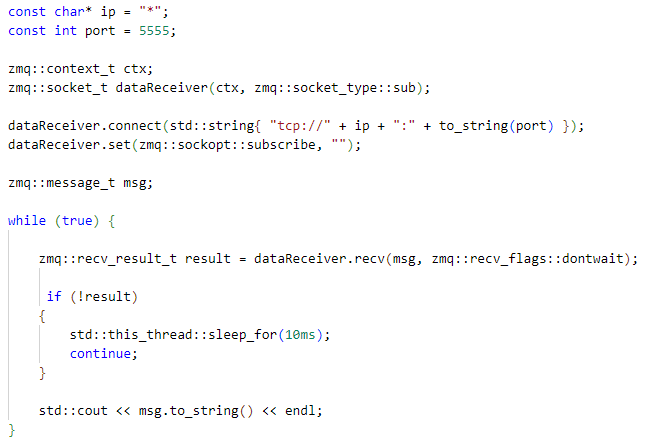 const char* ip = "*";
const int port = 5555;
zmq::context_t ctx;
zmq::socket_t dataReceiver(ctx, zmq::socket_type::sub);
dataReceiver.connect(std::string{ "tcp://" + ip + ":" + to_string(port) });
dataReceiver.set(zmq::sockopt::subscribe, "");
zmq::message_t msg;
while (true) {
zmq::recv_result_t result = dataReceiver.recv(msg, zmq::recv_flags::dontwait);
if (!result)
{
std::this_thread::sleep_for(10ms);
continue;
}
std::cout << msg.to_string() << endl;
}